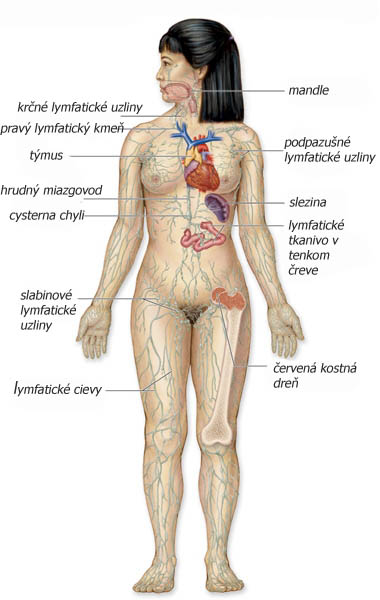 mandle
krčné lymfatické uzliny
pravý lymfatický kmeň
podpazušné
lymfatické uzliny
týmus
hrudný miazgovod
slezina
cysterna chyli
lymfatické
tkanivo v
tenkom
čreve
slabinové
lymfatické
uzliny
červená kostná
dreň
lymfatické cievy